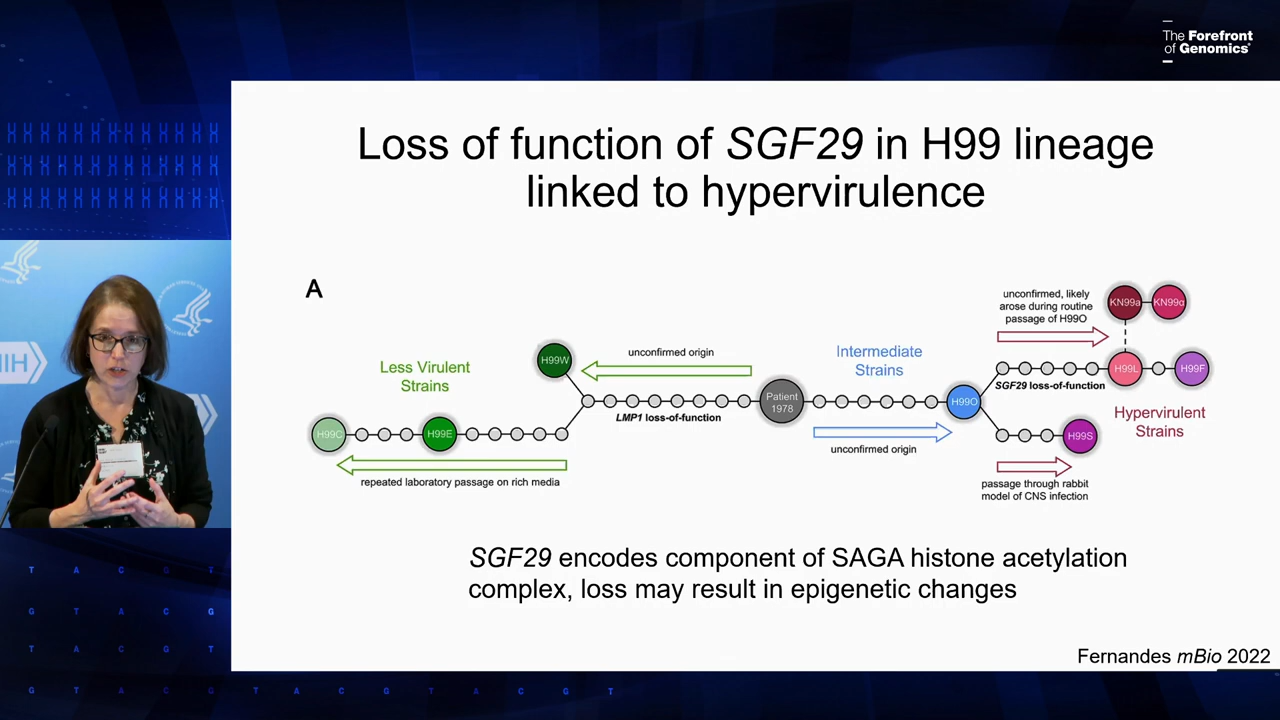 The Forefront
of Genomics®
Loss of function of SGF29 in H99 lineage
linked to hypervirulence
A
unconfirmed, likely
arose during routine
passage of H99O
KN99a
KN99α
Less Virulent
Strains
H99W
unconfirmed origin
Intermediate
Strains
H99L
H99F
SGF29 loss-of-function
Patient
1978
H99O
LMP1 loss-of-function
Hypervirulent
Strains
H99C
H99E
H99S
unconfirmed origin
repeated laboratory passage on rich media
passage through rabbit
model of CNS infection
SGF29 encodes component of SAGA histone acetylation
complex, loss may result in epigenetic changes
Fernandes mBio 2022
NIH
T A C G T
G T A C G
T A C G T
G T A C G T A C G T A C G T